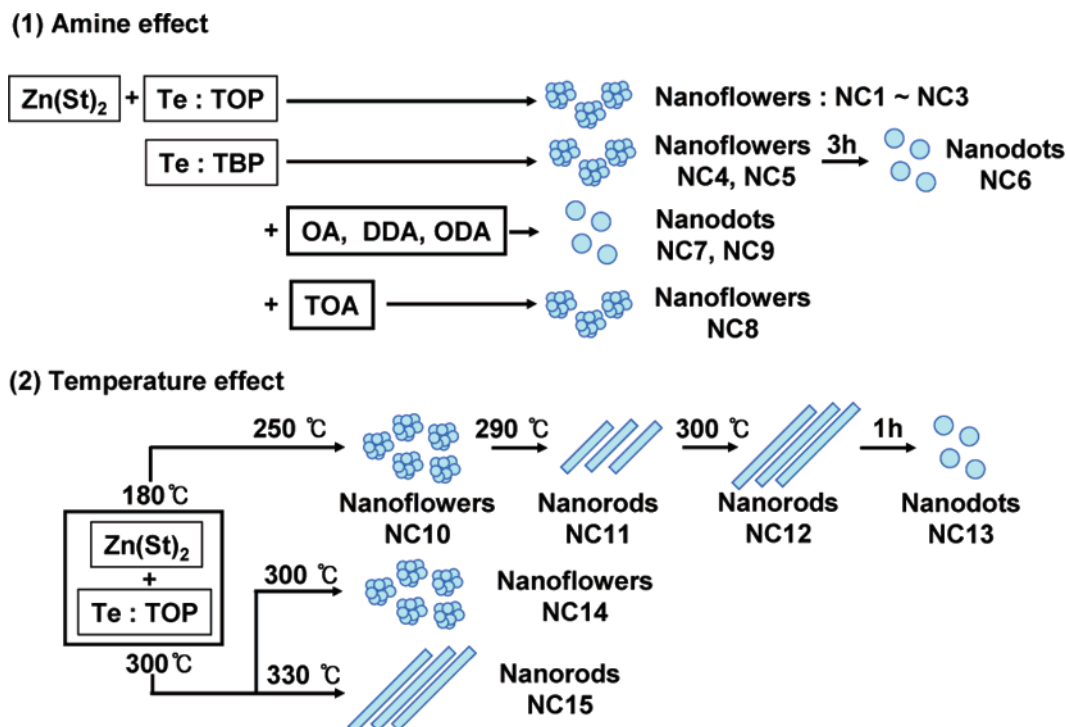 (1) Amine effect
Zn(St)₂ + Te : TOP
Nanoflowers : NC1 ~ NC3
Te : TBP
Nanoflowers
NC4, NC5
3h
Nanodots
NC6
+ OA, DDA, ODA
Nanodots
NC7, NC9
+ TOA
Nanoflowers
NC8
(2) Temperature effect
250 ℃
290 ℃
300 ℃
1h
180℃
Nanoflowers
NC10
Nanorods
NC11
Nanorods
NC12
Nanodots
NC13
Zn(St)₂
+
Te : TOP
300 ℃
Nanoflowers
NC14
300℃
330 ℃
Nanorods
NC15